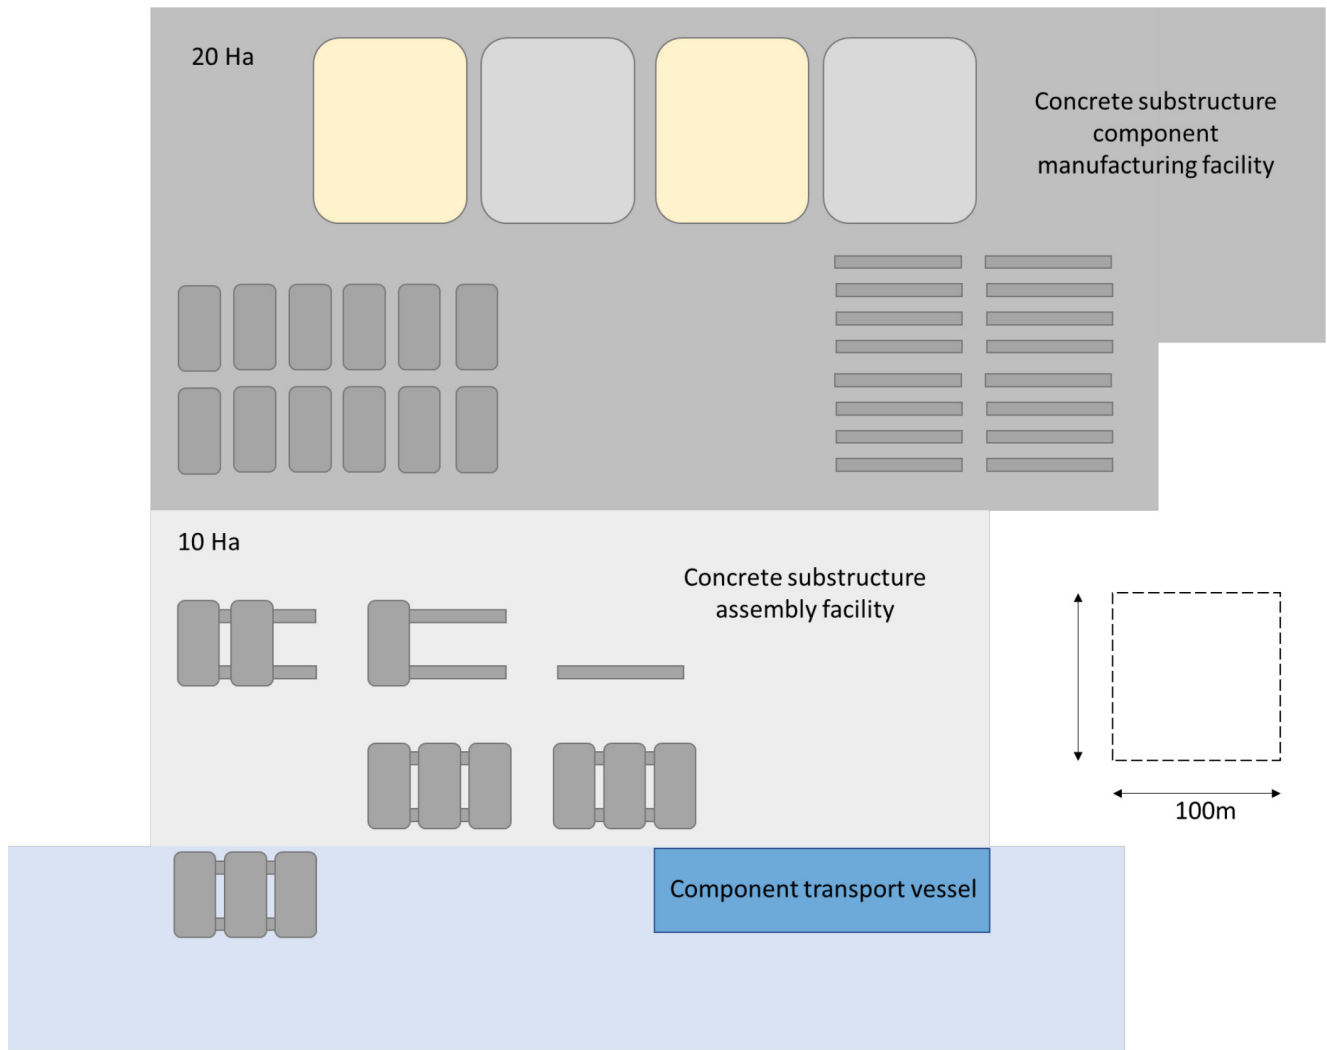 20 Ha
Concrete substructure
component
manufacturing facility
10 Ha
Concrete substructure
assembly facility
100m
Component transport vessel